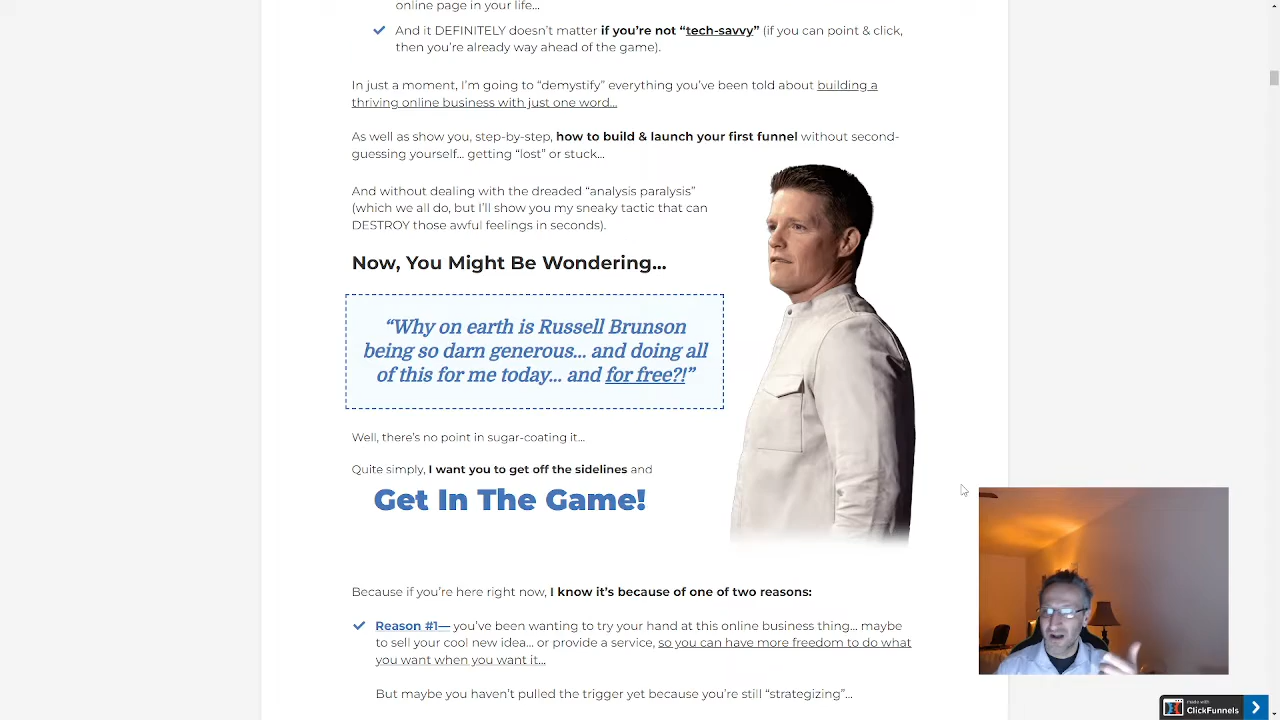 online page in your life...
And it DEFINITELY doesn't matter if you're not “tech-savvy” (if you can point & click,
then you're already way ahead of the game).
In just a moment, I'm going to “demystify” everything you've been told about building a
thriving online business with just one word...
As well as show you, step-by-step, how to build & launch your first funnel without second-
guessing yourself... getting “lost” or stuck...
And without dealing with the dreaded “analysis paralysis”
(which we all do, but I'll show you my sneaky tactic that can
DESTROY those awful feelings in seconds).
Now, You Might Be Wondering...
“Why on earth is Russell Brunson
being so darn generous... and doing all
of this for me today... and for free?!”
Well, there's no point in sugar-coating it...
Quite simply, I want you to get off the sidelines and
Get In The Game!
Because if you're here right now, I know it's because of one of two reasons:
Reason #1— you've been wanting to try your hand at this online business thing... maybe
to sell your cool new idea... or provide a service, so you can have more freedom to do what
you want when you want it...
But maybe you haven't pulled the trigger yet because you're still “strategizing”...
made with
ClickFunnels